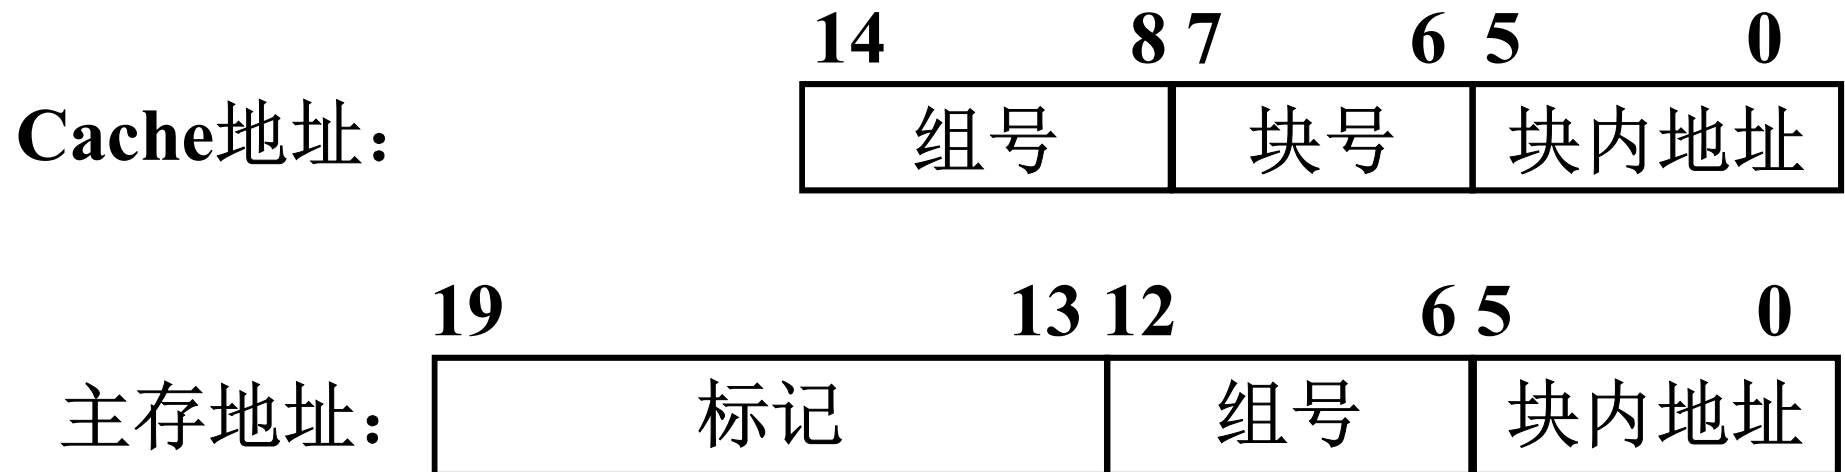 14 8 7 6 5 0
Cache地址： 组号 块号 块内地址
19 13 12 6 5 0
主存地址： 标记 组号 块内地址